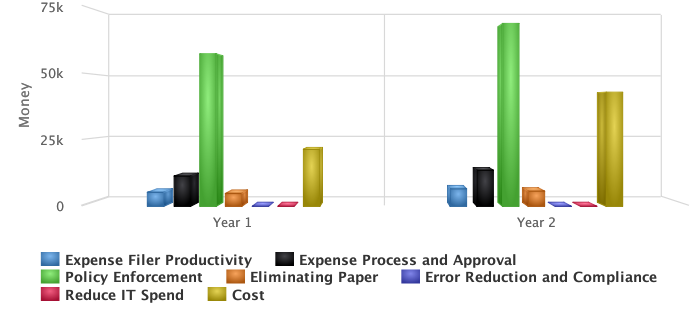 75k
50k
25k
0
Money
Year 1 Year 2
Expense Filer Productivity Expense Process and Approval
Policy Enforcement Eliminating Paper Error Reduction and Compliance
Reduce IT Spend Cost